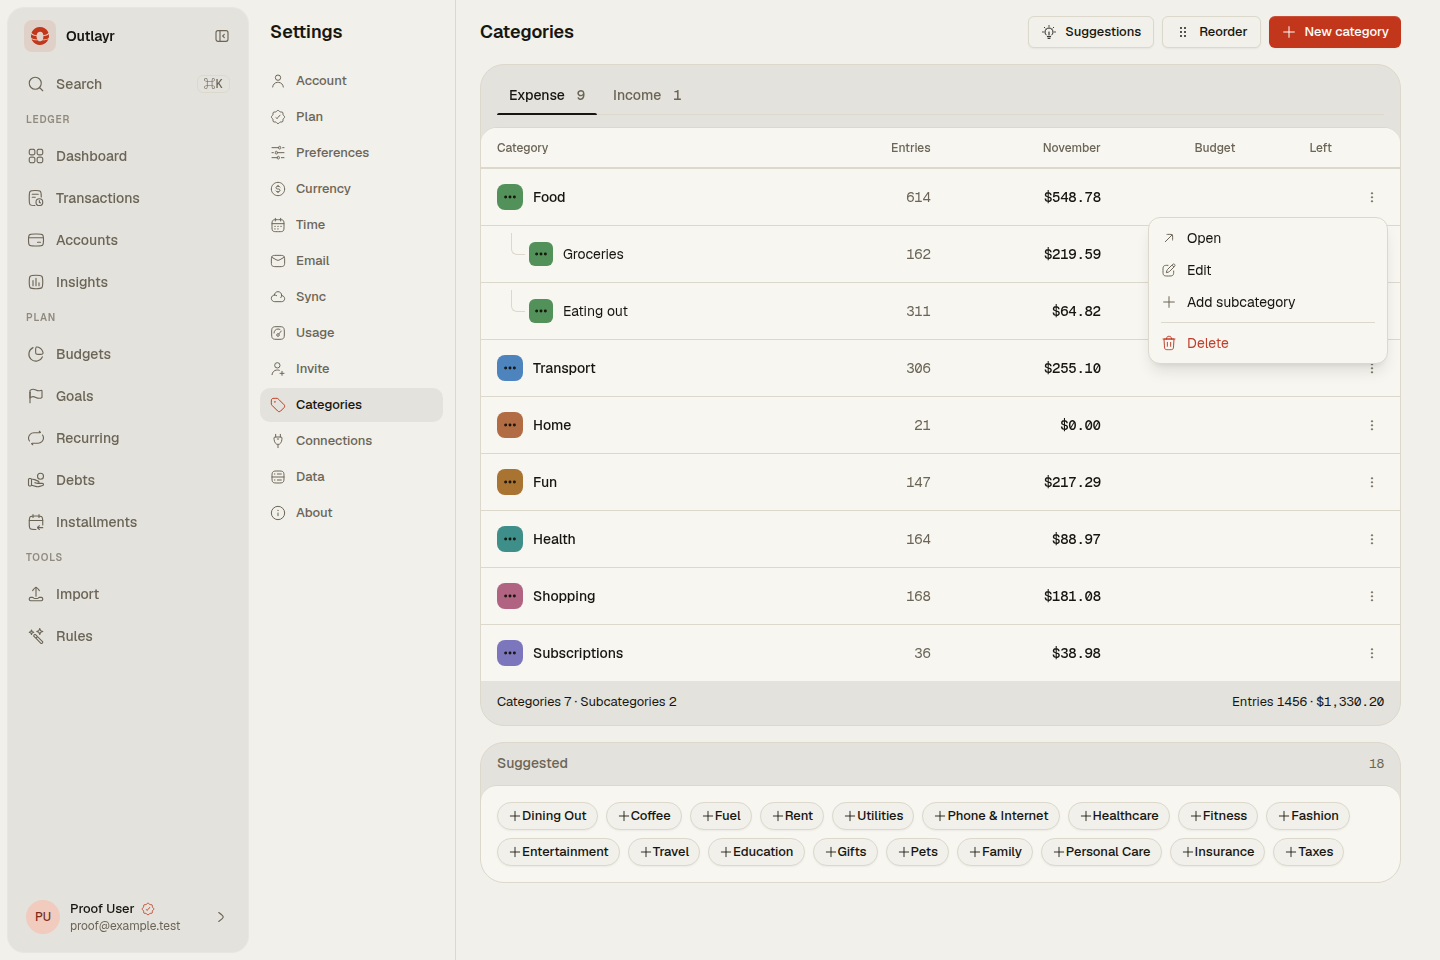 Outlayr
Search ⌘K
LEDGER
Dashboard
Transactions
Accounts
Insights
PLAN
Budgets
Goals
Recurring
Debts
Installments
TOOLS
Import
Rules
PU
Proof User
proof@example.test
Settings
Account
Plan
Preferences
Currency
Time
Email
Sync
Usage
Invite
Categories
Connections
Data
About
Categories
Suggestions
Reorder
New category
Expense 9 Income 1
Category Entries November Budget Left
Food 614 $548.78
Groceries 162 $219.59
Eating out 311 $64.82
Transport 306 $255.10
Home 21 $0.00
Fun 147 $217.29
Health 164 $88.97
Shopping 168 $181.08
Subscriptions 36 $38.98
Open
Edit
Add subcategory
Delete
Categories 7 · Subcategories 2 Entries 1456 · $1,330.20
Suggested 18
Dining Out Coffee Fuel Rent Utilities Phone & Internet Healthcare Fitness Fashion
Entertainment Travel Education Gifts Pets Family Personal Care Insurance Taxes